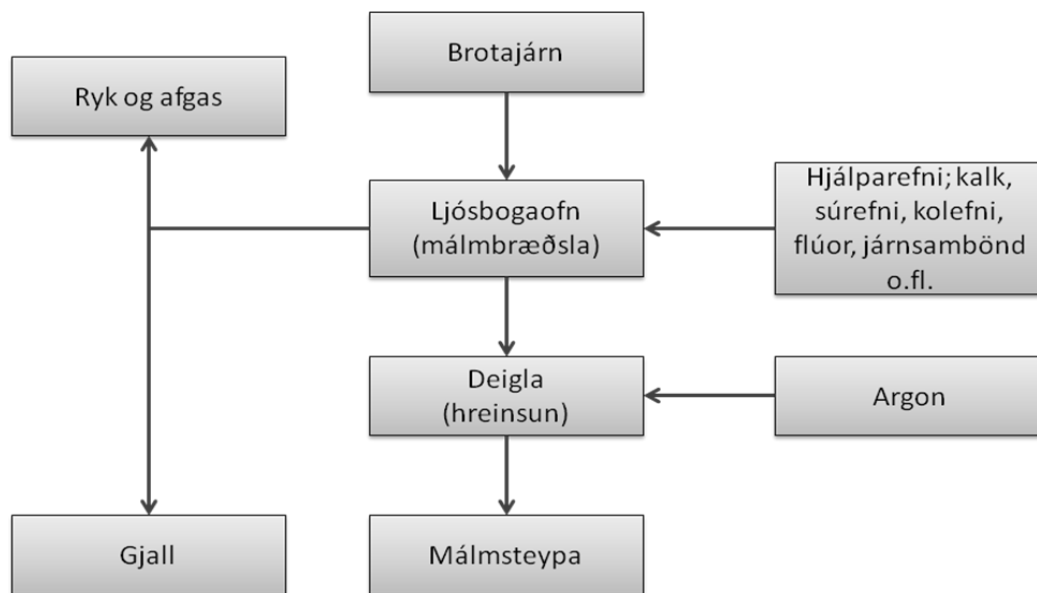 Brotajárn
Ryk og afgas
Ljósbogaofn
(málmbræðsla)
Hjálparefni; kalk,
súrefni, kolefni,
flúor, járnsambönd
o.fl.
Deigla
(hreinsun)
Argon
Gjall
Málmsteypa